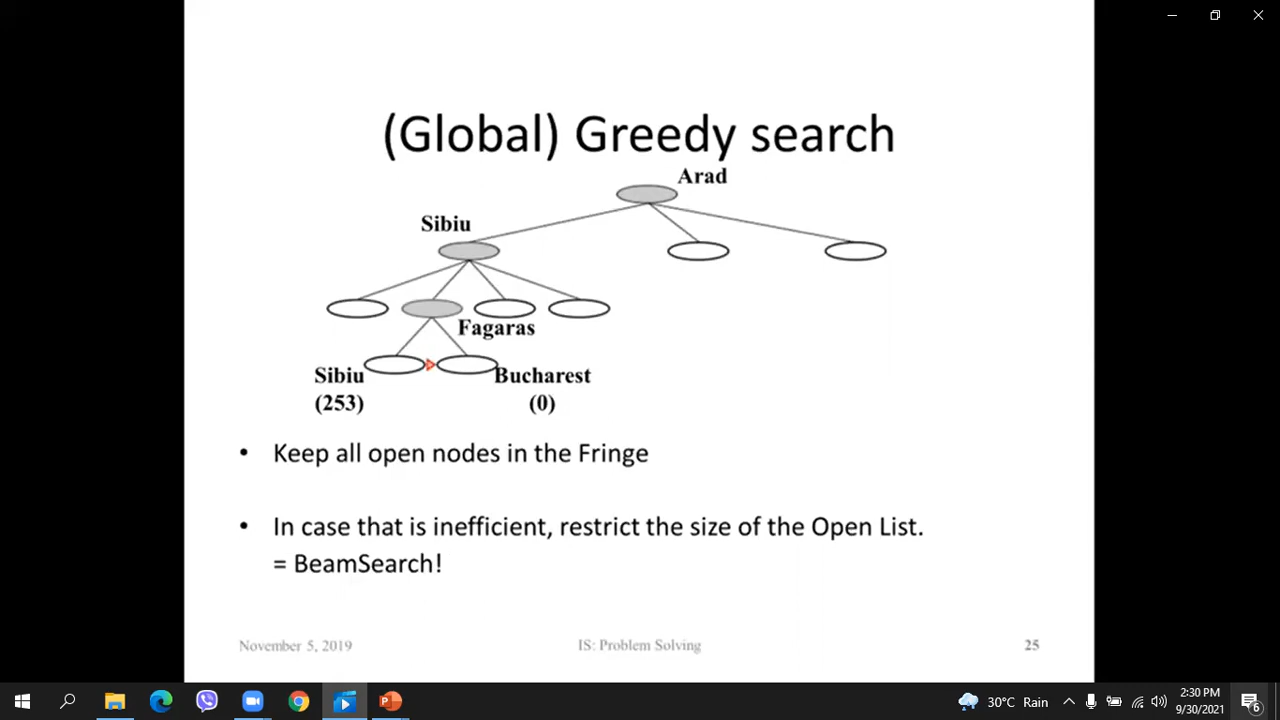 (Global) Greedy search
Arad
Sibiu
Fagaras
Sibiu
(253)
Bucharest
(0)
• Keep all open nodes in the Fringe
• In case that is inefficient, restrict the size of the Open List.
= BeamSearch!
November 5, 2019
IS: Problem Solving
25
30°C Rain
2:30 PM
9/30/2021
6